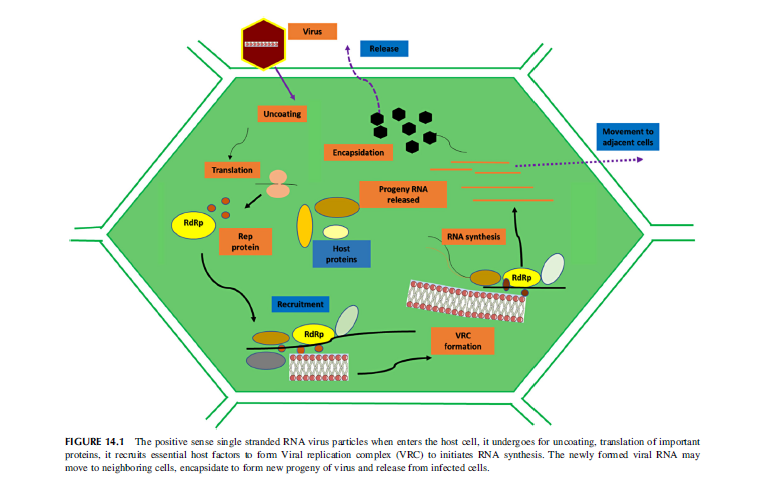 Virus
Release
Uncoating
Movement to
adjacent cells
Encapsidation
Translation
Progeny RNA
released
RdRp
Rep
protein
Host
proteins
RNA synthesis
RdRp
Recruitment
RdRp
VRC
formation
FIGURE 14.1 The positive sense single stranded RNA virus particles when enters the host cell, it undergoes for uncoating, translation of important
proteins, it recruits essential host factors to form Viral replication complex (VRC) to initiates RNA synthesis. The newly formed viral RNA may
move to neighboring cells, encapsidate to form new progeny of virus and release from infected cells.